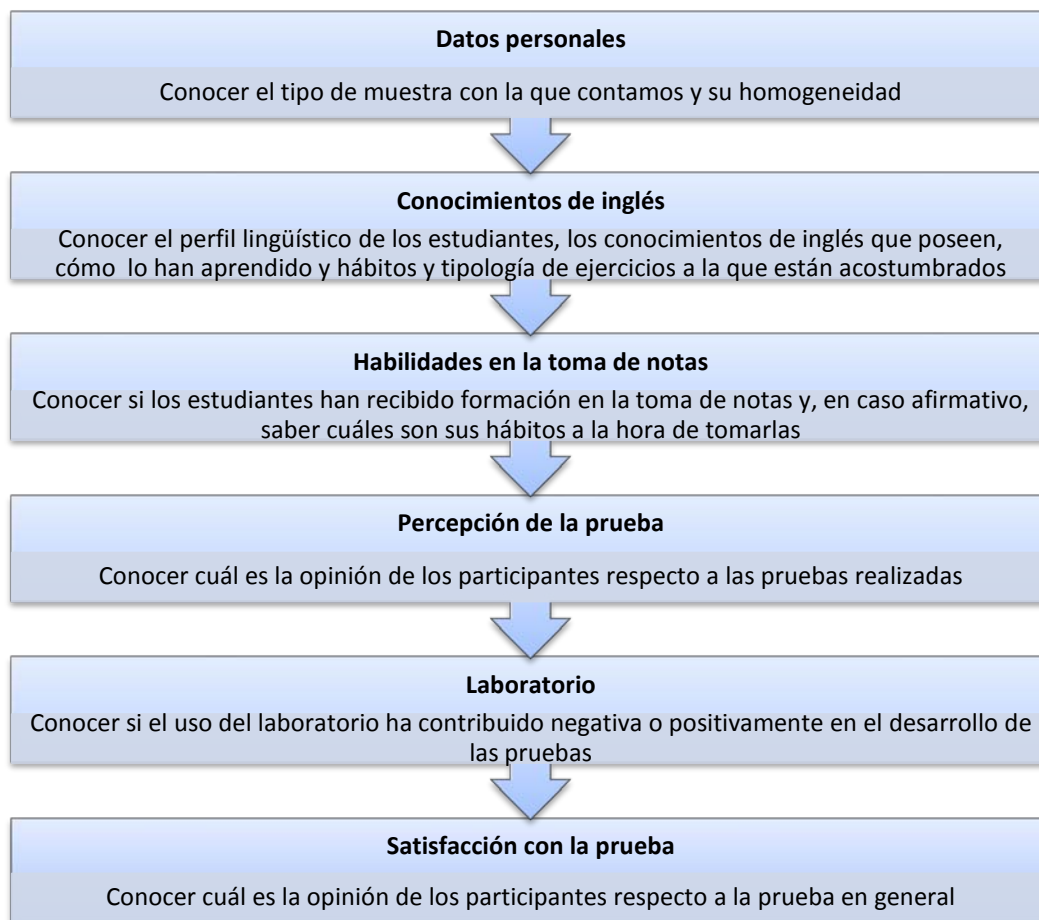 Datos personales
Conocer el tipo de muestra con la que contamos y su homogeneidad
Conocimientos de inglés
Conocer el perfil lingüístico de los estudiantes, los conocimientos de inglés que poseen,
cómo lo han aprendido y hábitos y tipología de ejercicios a la que están acostumbrados
Habilidades en la toma de notas
Conocer si los estudiantes han recibido formación en la toma de notas y, en caso afirmativo,
saber cuáles son sus hábitos a la hora de tomarlas
Percepción de la prueba
Conocer cuál es la opinión de los participantes respecto a las pruebas realizadas
Laboratorio
Conocer si el uso del laboratorio ha contribuido negativa o positivamente en el desarrollo de
las pruebas
Satisfacción con la prueba
Conocer cuál es la opinión de los participantes respecto a la prueba en general